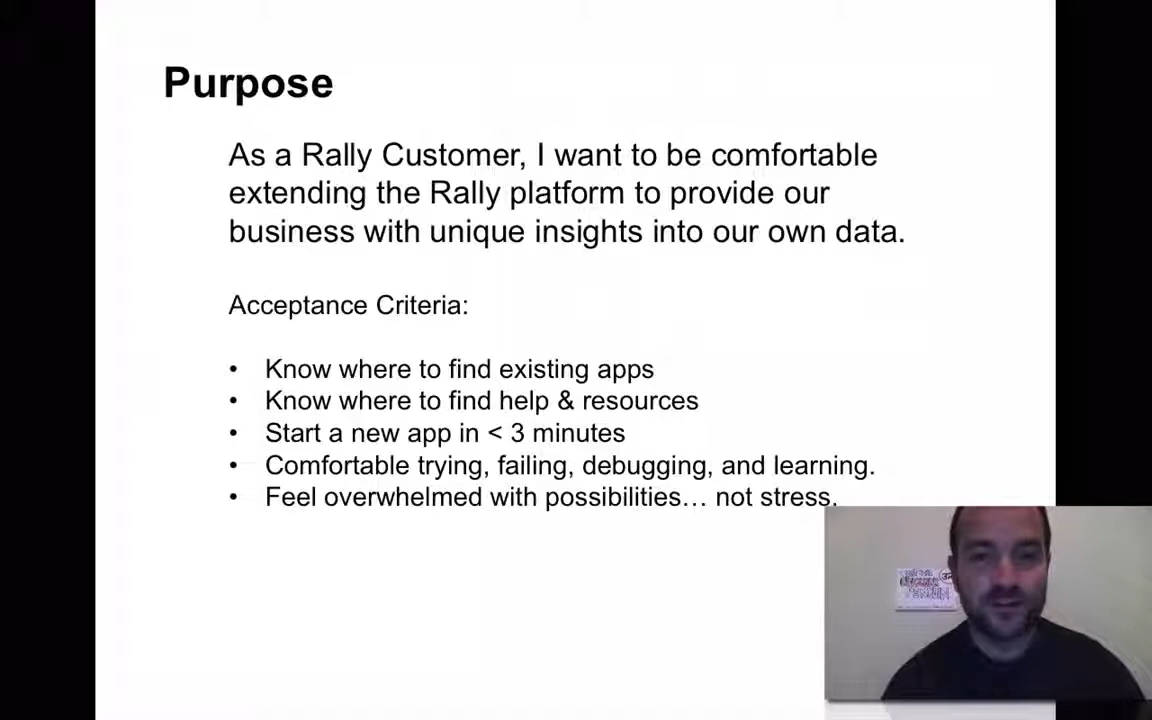 Purpose
As a Rally Customer, I want to be comfortable
extending the Rally platform to provide our
business with unique insights into our own data.
Acceptance Criteria:
• Know where to find existing apps
• Know where to find help & resources
• Start a new app in < 3 minutes
• Comfortable trying, failing, debugging, and learning.
• Feel overwhelmed with possibilities… not stress.